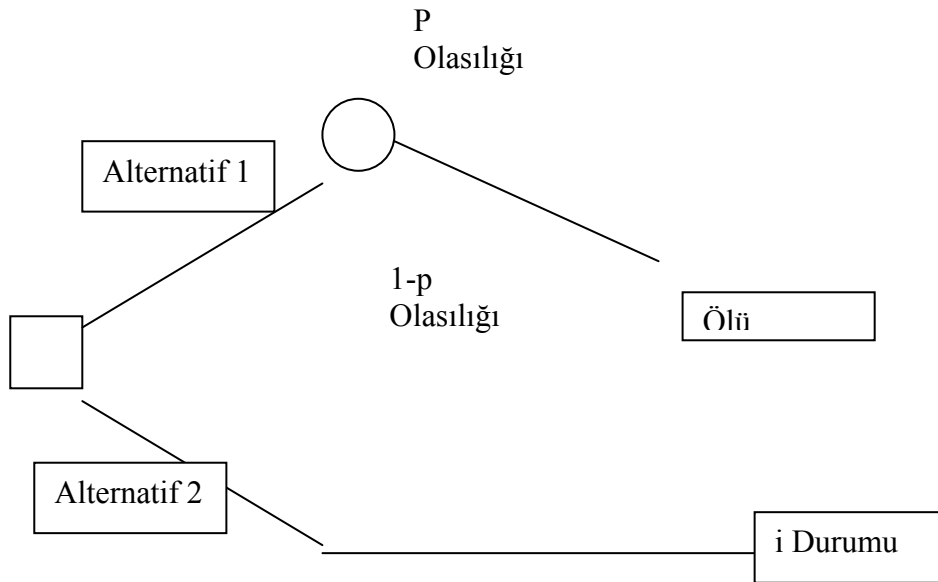 P
Olasılığı
Alternatif 1
1-p
Olasılığı
Ölü
Alternatif 2
i Durumu